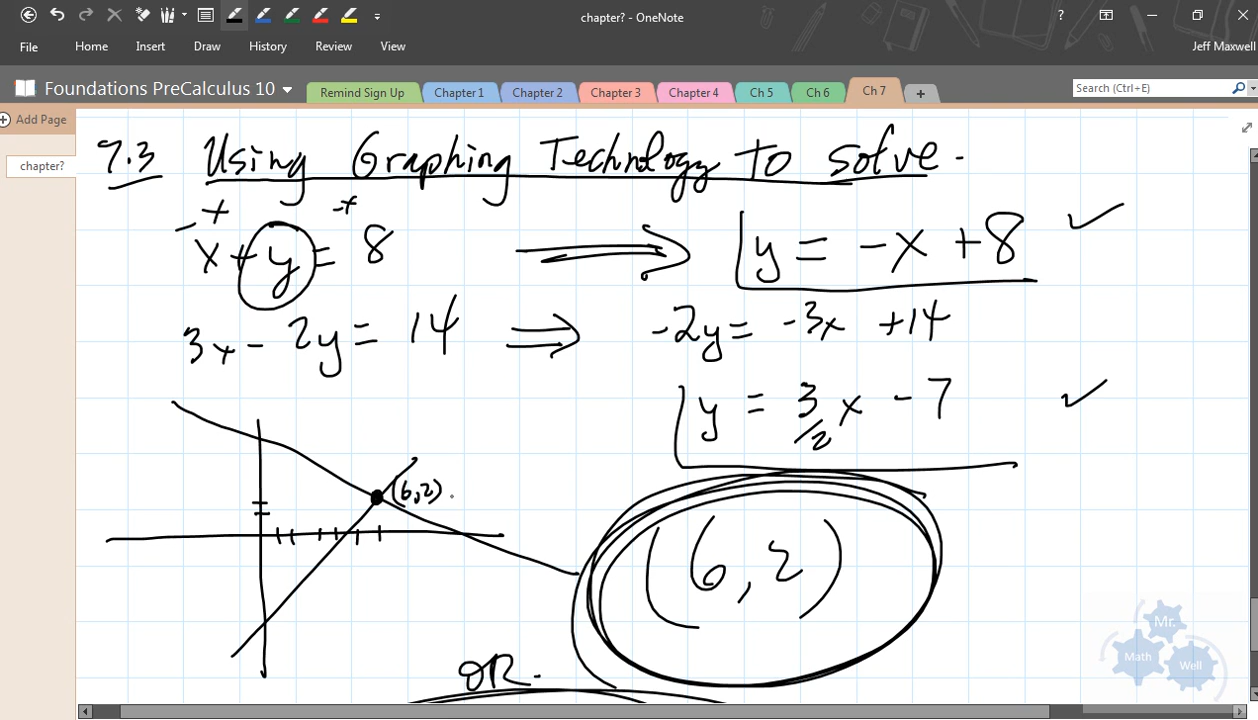 chapter? - OneNote
?
File
Home
Insert
Draw
History
Review
View
Jeff Maxwell
Foundations PreCalculus 10
Remind Sign Up
Chapter 1
Chapter 2
Chapter 3
Chapter 4
Ch 5
Ch 6
Ch 7
Search (Ctrl+E)
Add Page
chapter?
7.3 Using Graphing Technology To solve.
-x -x
x + y = 8 ⇒ y = -x + 8 ✓
3x - 2y = 14 ⇒ -2y = -3x + 14
y = 3/2 x - 7 ✓
(6,2)
(6, 2)
OR.
Mr.
Math
Well